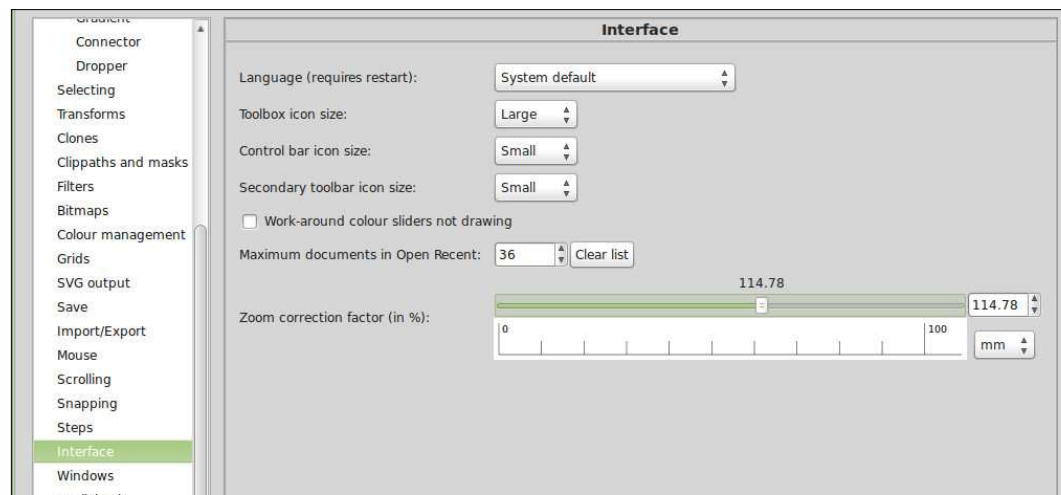 Gradient
Connector
Dropper
Selecting
Transforms
Clones
Clippaths and masks
Filters
Bitmaps
Colour management
Grids
SVG output
Save
Import/Export
Mouse
Scrolling
Snapping
Steps
Interface
Windows
Interface
Language (requires restart): System default
Toolbox icon size: Large
Control bar icon size: Small
Secondary toolbar icon size: Small
Work-around colour sliders not drawing
Maximum documents in Open Recent: 36 Clear list
114.78
Zoom correction factor (in %): 114.78
0 100
mm